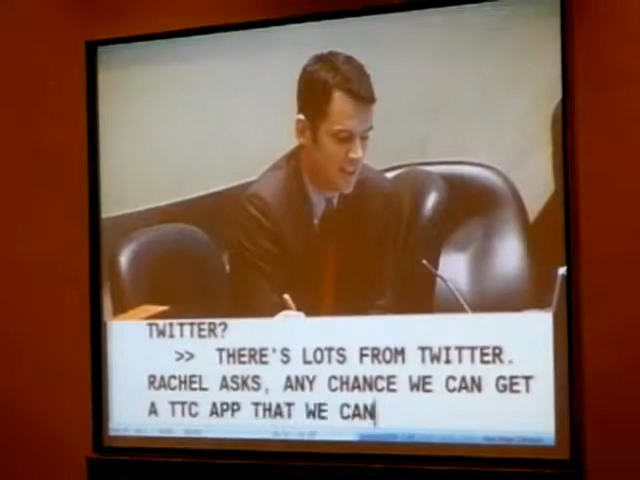 TWITTER?
>> THERE'S LOTS FROM TWITTER.
RACHEL ASKS, ANY CHANCE WE CAN GET
A TTC APP THAT WE CAN